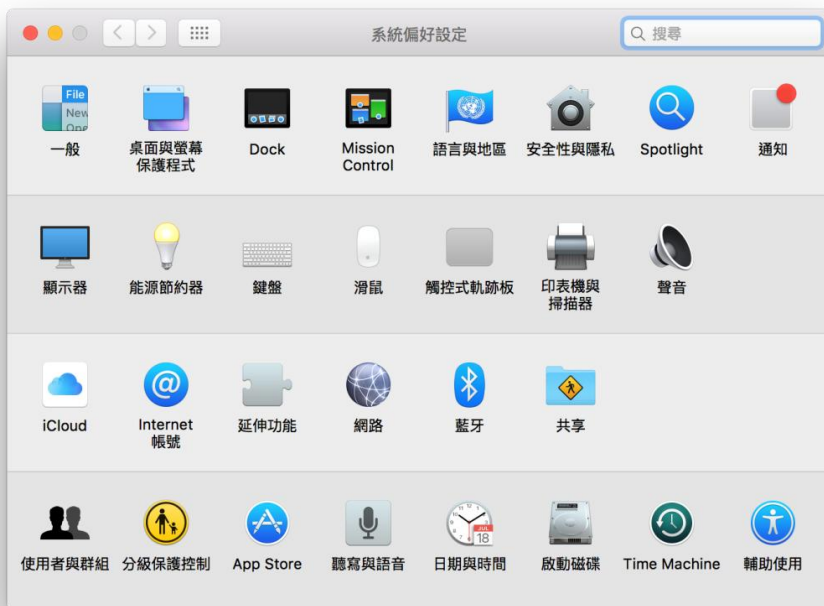 系統偏好設定
搜尋
File
New
Ope
一般
桌面與螢幕
保護程式
Dock
Mission
Control
語言與地區
安全性與隱私
Spotlight
通知
顯示器
能源節約器
鍵盤
滑鼠
觸控式軌跡板
印表機與
掃描器
聲音
iCloud
Internet
帳號
延伸功能
網路
藍牙
共享
使用者與群組
分級保護控制
App Store
聽寫與語音
JUL
18
日期與時間
啟動磁碟
Time Machine
輔助使用